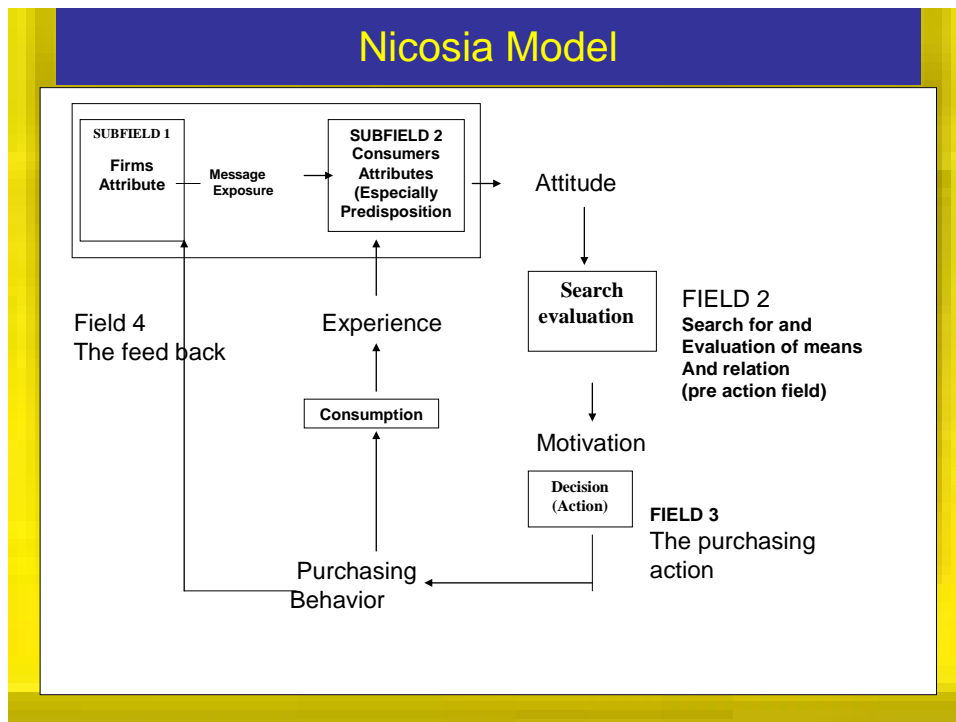 Nicosia Model
SUBFIELD 1
Firms
Attribute
Message
Exposure
SUBFIELD 2
Consumers
Attributes
(Especially
Predisposition
Attitude
Search
evaluation
FIELD 2
Search for and
Evaluation of means
And relation
(pre action field)
Field 4
The feed back
Experience
Consumption
Motivation
Decision
(Action)
FIELD 3
The purchasing
action
Purchasing
Behavior